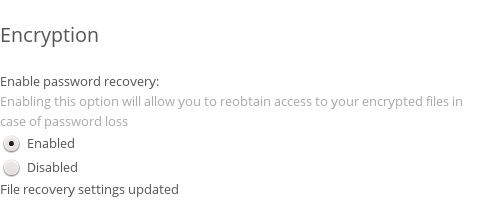 Encryption
Enable password recovery:
Enabling this option will allow you to reobtain access to your encrypted files in
case of password loss
Enabled
Disabled
File recovery settings updated